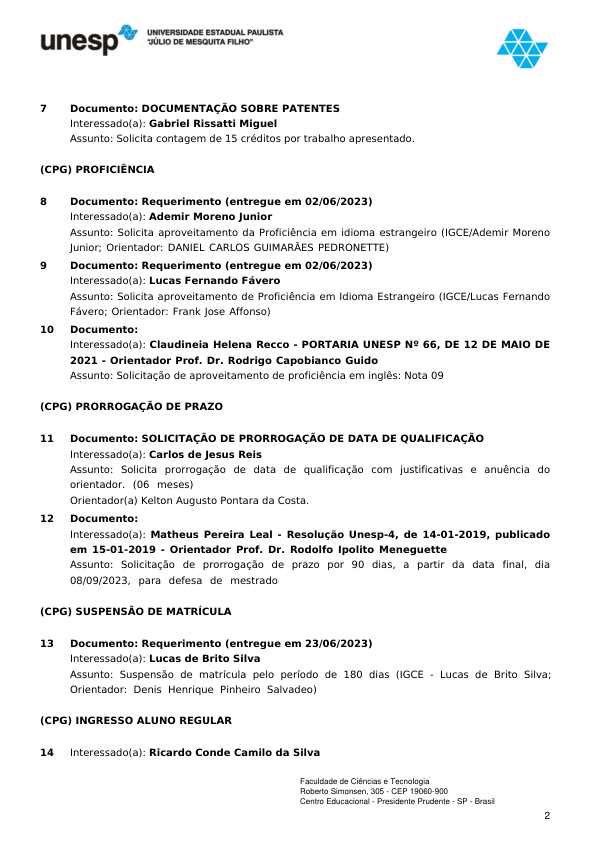 unesp
UNIVERSIDADE ESTADUAL PAULISTA
"JÚLIO DE MESQUITA FILHO"
7 Documento: DOCUMENTAÇÃO SOBRE PATENTES
Interessado(a): Gabriel Rissatti Miguel
Assunto: Solicita contagem de 15 créditos por trabalho apresentado.
(CPG) PROFICIÊNCIA
8 Documento: Requerimento (entregue em 02/06/2023)
Interessado(a): Ademir Moreno Junior
Assunto: Solicita aproveitamento da Proficiência em idioma estrangeiro (IGCE/Ademir Moreno
Junior; Orientador: DANIEL CARLOS GUIMARÃES PEDRONETTE)
9 Documento: Requerimento (entregue em 02/06/2023)
Interessado(a): Lucas Fernando Fávero
Assunto: Solicita aproveitamento de Proficiência em Idioma Estrangeiro (IGCE/Lucas Fernando
Fávero; Orientador: Frank Jose Affonso)
10 Documento:
Interessado(a): Claudineia Helena Recco - PORTARIA UNESP Nº 66, DE 12 DE MAIO DE
2021 - Orientador Prof. Dr. Rodrigo Capobianco Guido
Assunto: Solicitação de aproveitamento de proficiência em inglês: Nota 09
(CPG) PRORROGAÇÃO DE PRAZO
11 Documento: SOLICITAÇÃO DE PRORROGAÇÃO DE DATA DE QUALIFICAÇÃO
Interessado(a): Carlos de Jesus Reis
Assunto: Solicita prorrogação de data de qualificação com justificativas e anuência do
orientador. (06 meses)
Orientador(a) Kelton Augusto Pontara da Costa.
12 Documento:
Interessado(a): Matheus Pereira Leal - Resolução Unesp-4, de 14-01-2019, publicado
em 15-01-2019 - Orientador Prof. Dr. Rodolfo Ipolito Meneguette
Assunto: Solicitação de prorrogação de prazo por 90 dias, a partir da data final, dia
08/09/2023, para defesa de mestrado
(CPG) SUSPENSÃO DE MATRÍCULA
13 Documento: Requerimento (entregue em 23/06/2023)
Interessado(a): Lucas de Brito Silva
Assunto: Suspensão de matrícula pelo período de 180 dias (IGCE - Lucas de Brito Silva;
Orientador: Denis Henrique Pinheiro Salvadeo)
(CPG) INGRESSO ALUNO REGULAR
14 Interessado(a): Ricardo Conde Camilo da Silva
Faculdade de Ciências e Tecnologia
Roberto Simonsen, 305 - CEP 19060-900
Centro Educacional - Presidente Prudente - SP - Brasil
2